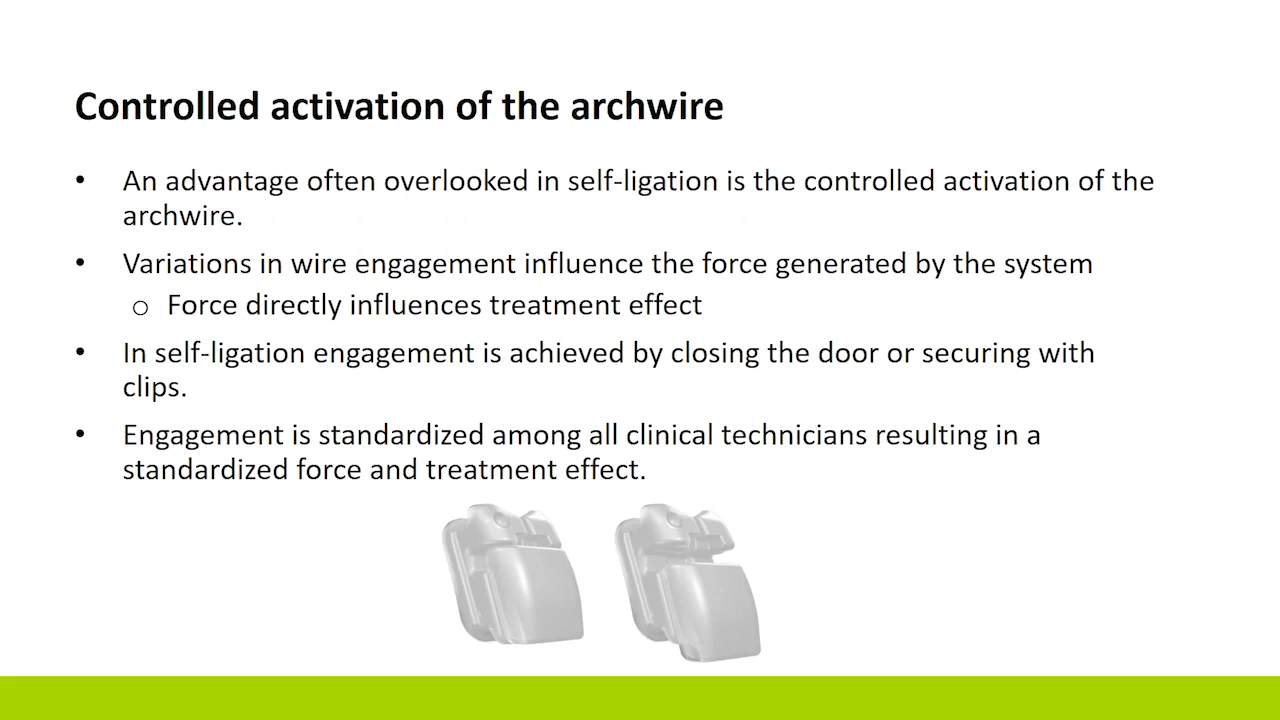 Controlled activation of the archwire
• An advantage often overlooked in self-ligation is the controlled activation of the
archwire.
• Variations in wire engagement influence the force generated by the system
o Force directly influences treatment effect
• In self-ligation engagement is achieved by closing the door or securing with
clips.
• Engagement is standardized among all clinical technicians resulting in a
standardized force and treatment effect.